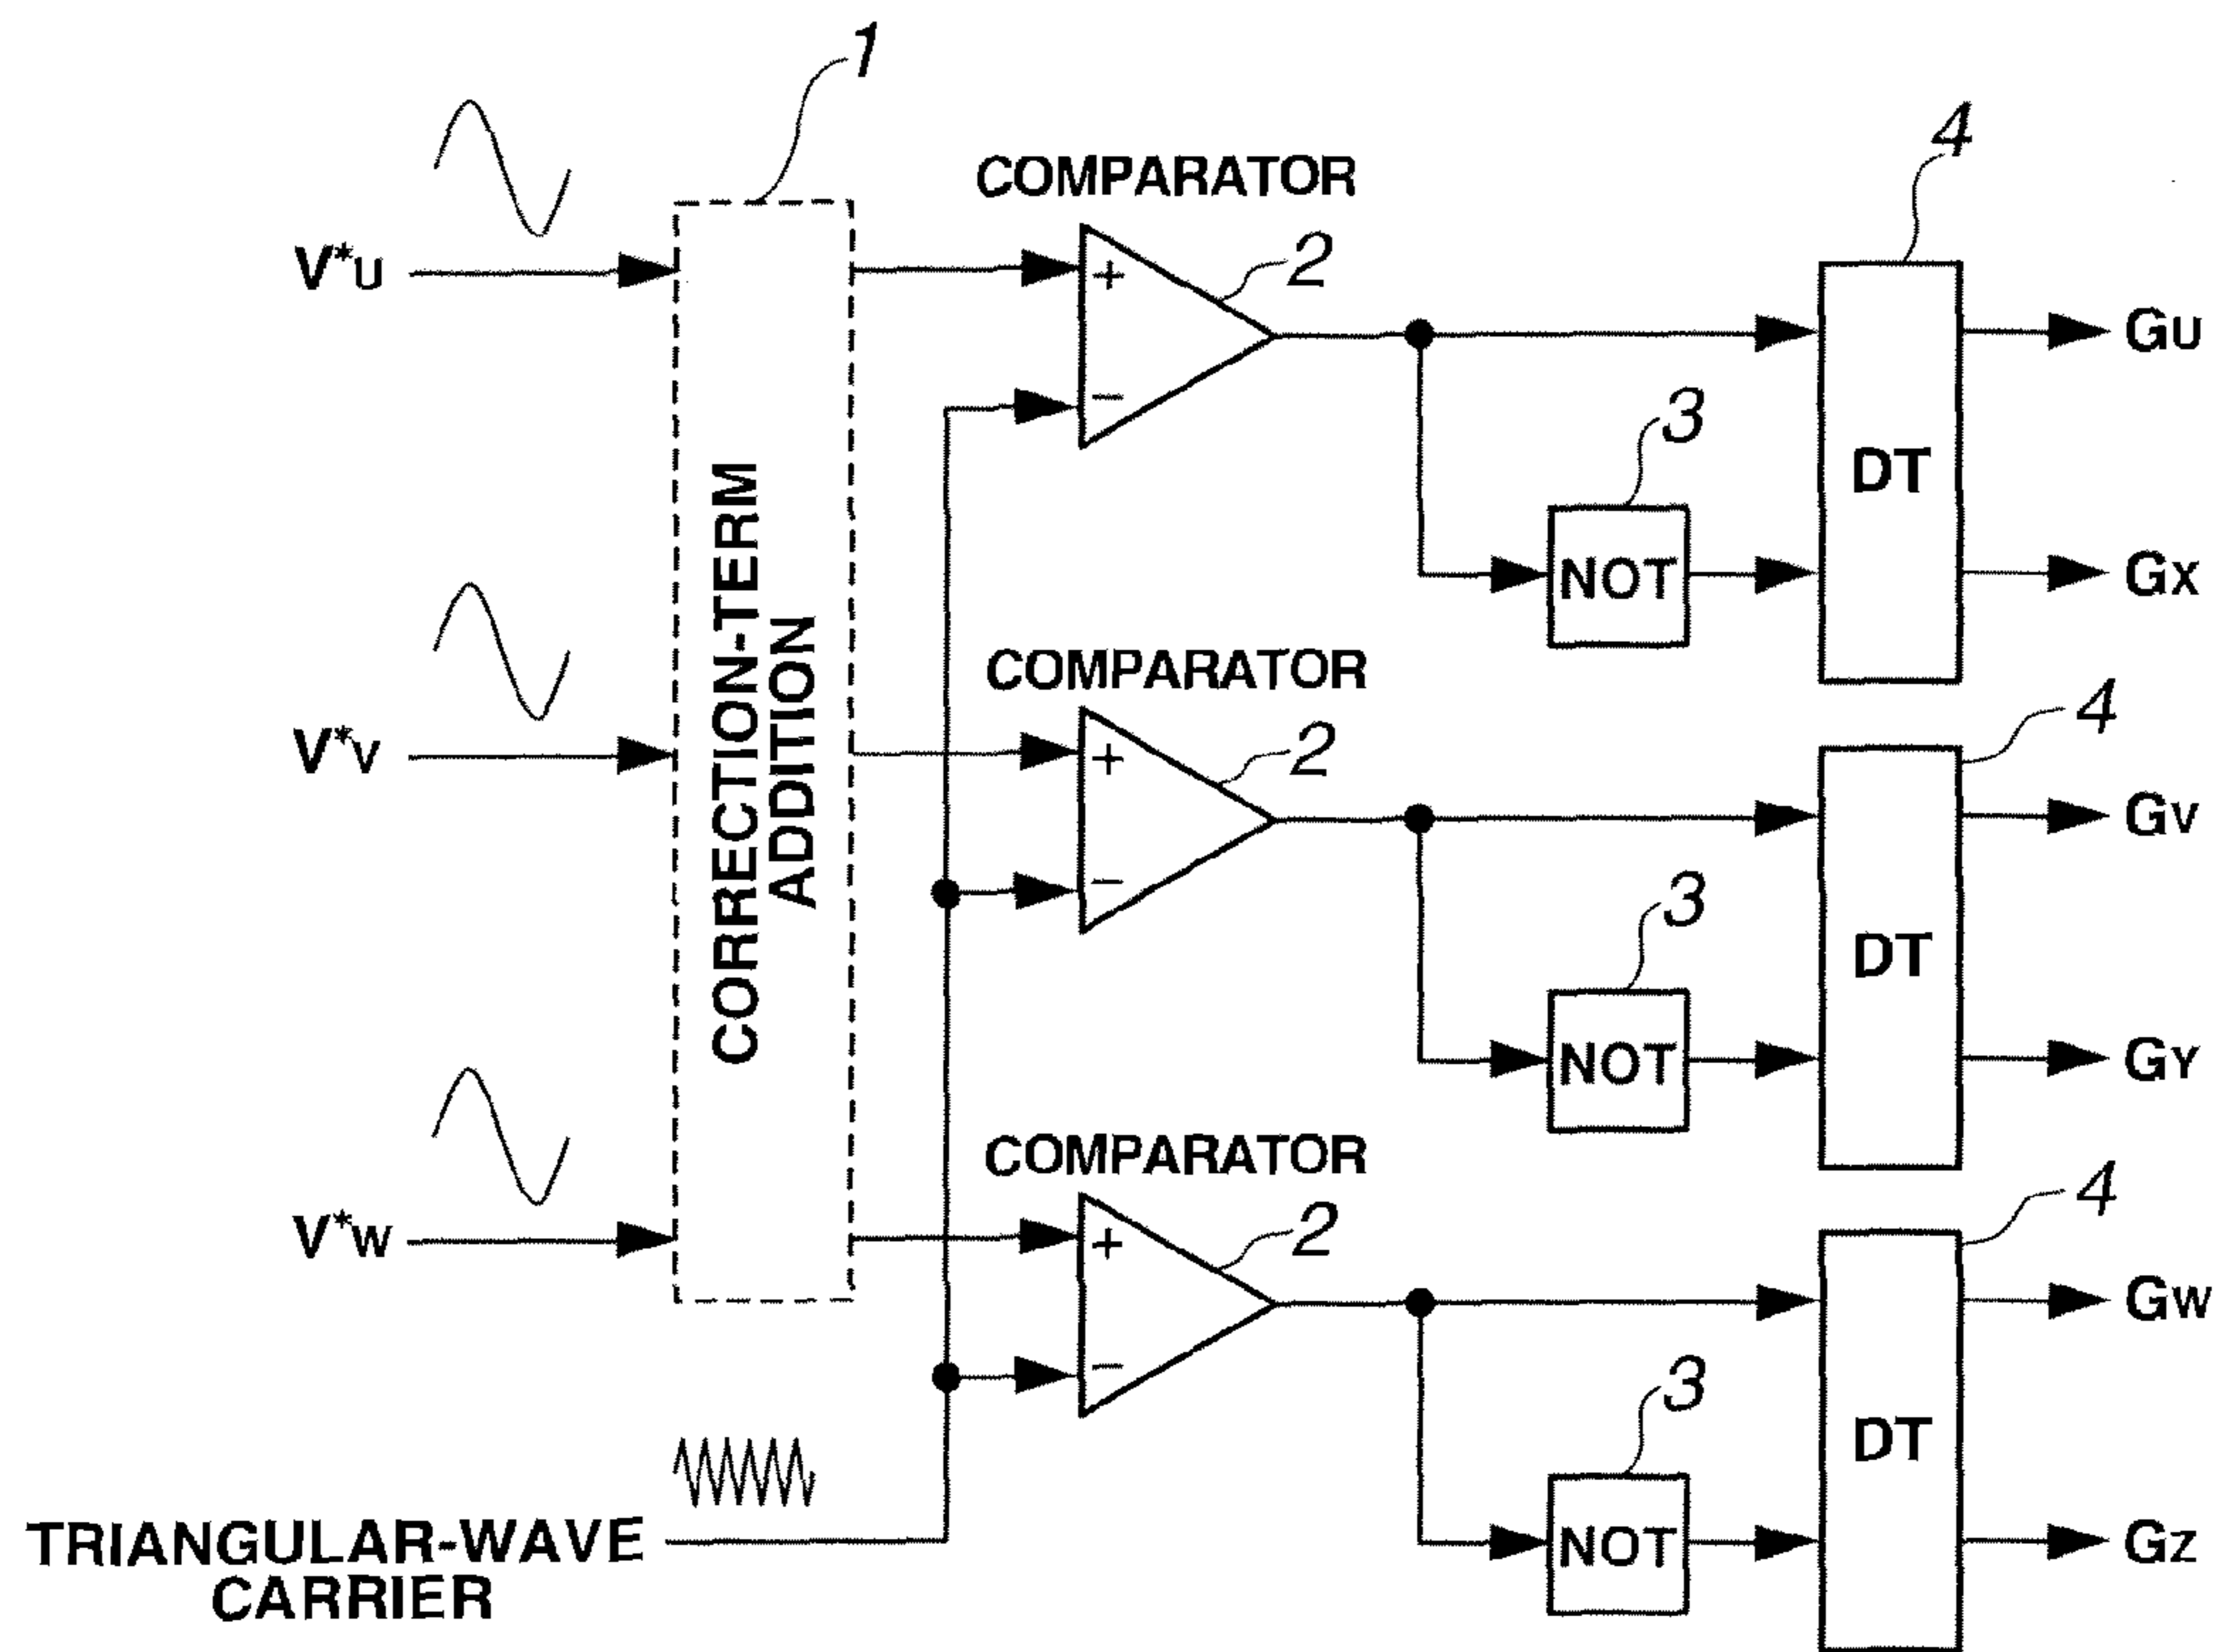 1
4
COMPARATOR
V*U
+
2
GU
−
3
DT
CORRECTION-TERM
ADDITION
NOT
GX
COMPARATOR
4
V*V
+
2
GV
−
3
DT
NOT
GY
COMPARATOR
4
V*W
+
2
GW
−
3
DT
TRIANGULAR-WAVE
CARRIER
NOT
GZ